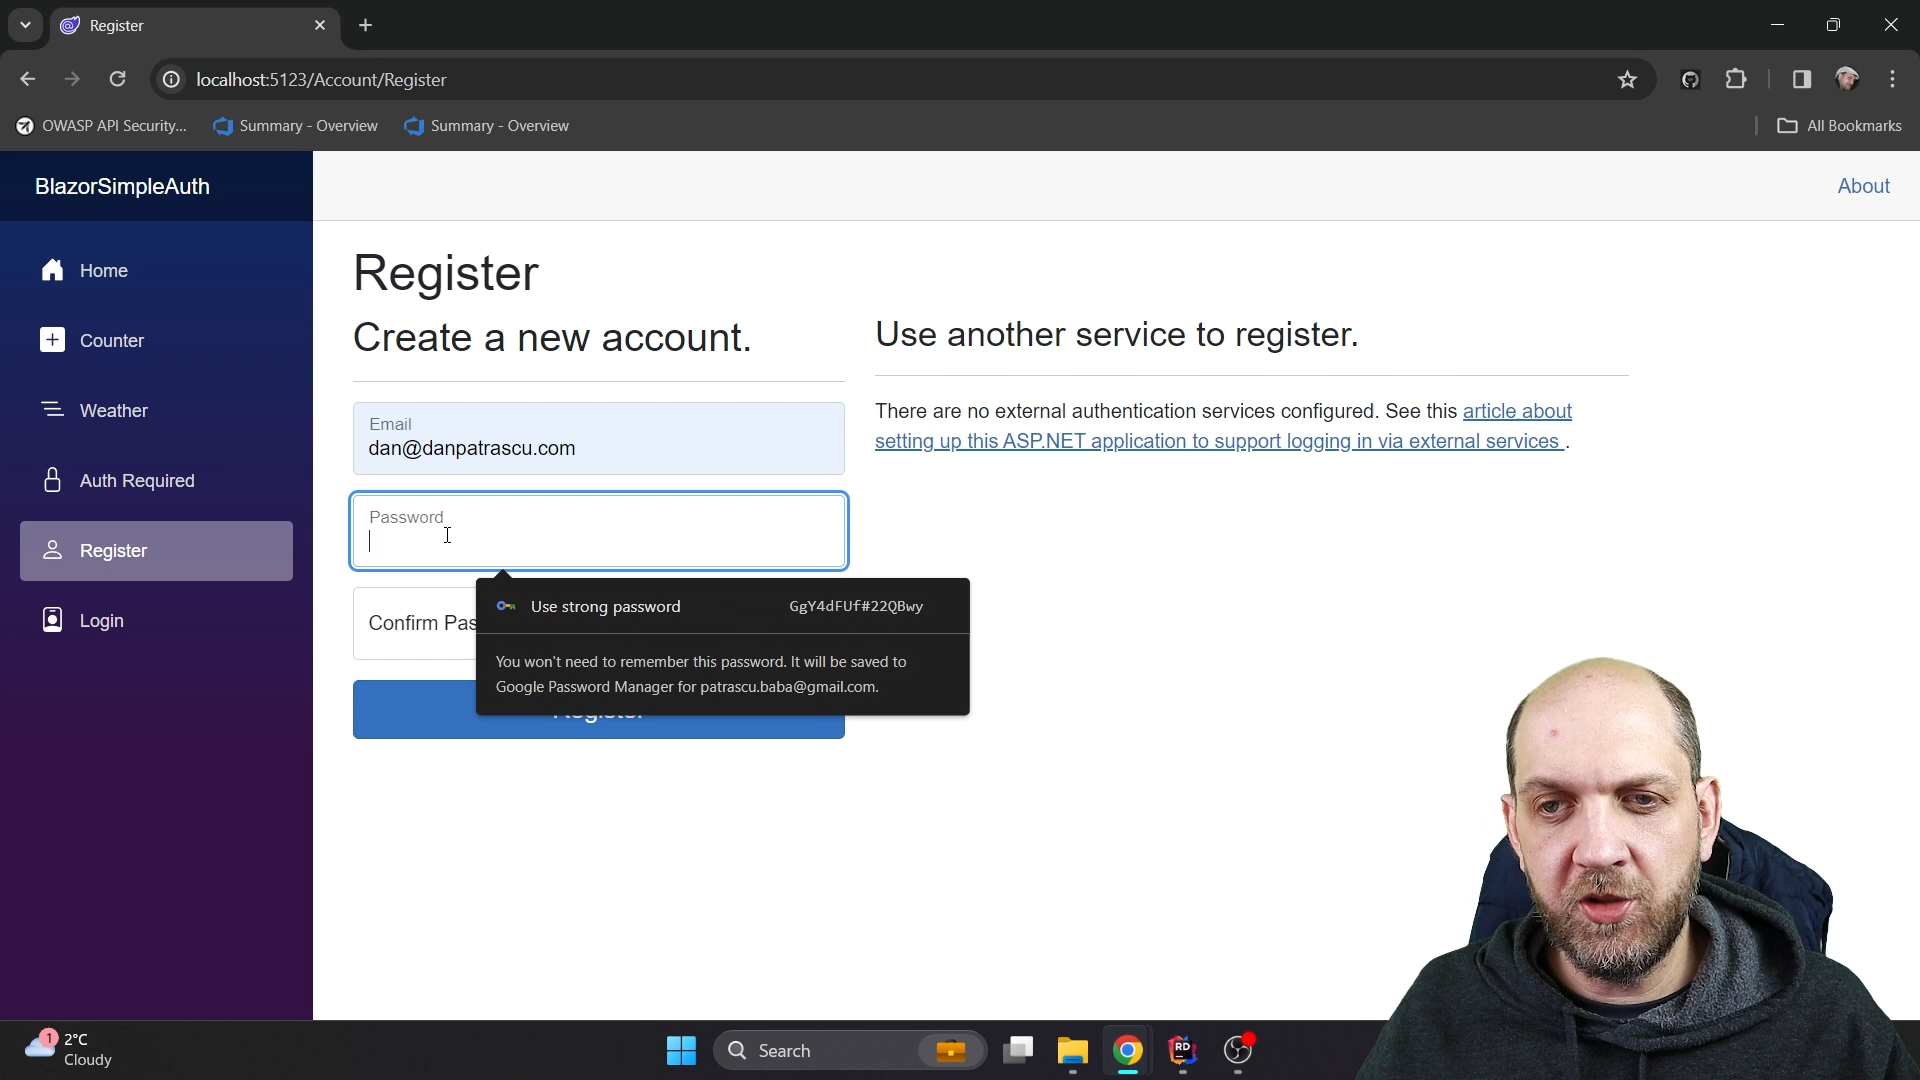 Register
localhost:5123/Account/Register
OWASP API Security...
Summary - Overview
Summary - Overview
All Bookmarks
BlazorSimpleAuth
About
Home
Counter
Weather
Auth Required
Register
Login
Register
Create a new account.
Email
dan@danpatrascu.com
Password
Confirm Pas
Use strong password
GgY4dFUf#22QBwy
You won't need to remember this password. It will be saved to
Google Password Manager for patrascu.baba@gmail.com.
Register
Use another service to register.
There are no external authentication services configured. See this article about
setting up this ASP.NET application to support logging in via external services .
1
2°C
Cloudy
Search
RD